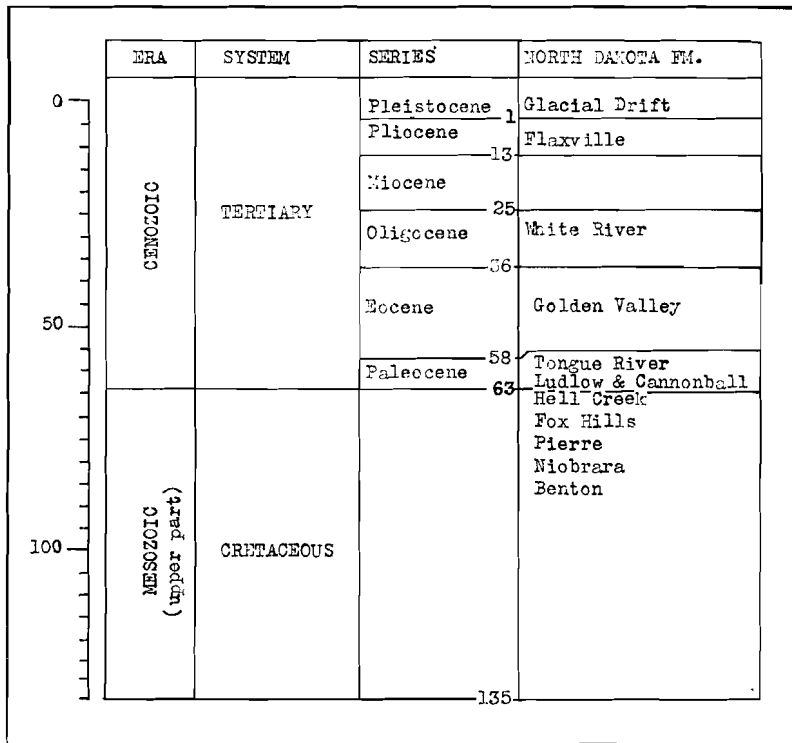 ERA SYSTEM SERIES NORTH DAKOTA FM.
0
Pleistocene Glacial Drift
1
Pliocene Flaxville
13
Miocene
CENOZOIC
TERTIARY
25
Oligocene White River
36
Eocene Golden Valley
50
58
Paleocene Tongue River
Ludlow & Cannonball
63
Hell Creek
Fox Hills
Pierre
Niobrara
Benton
100
MESOZOIC
(upper part)
CRETACEOUS
135